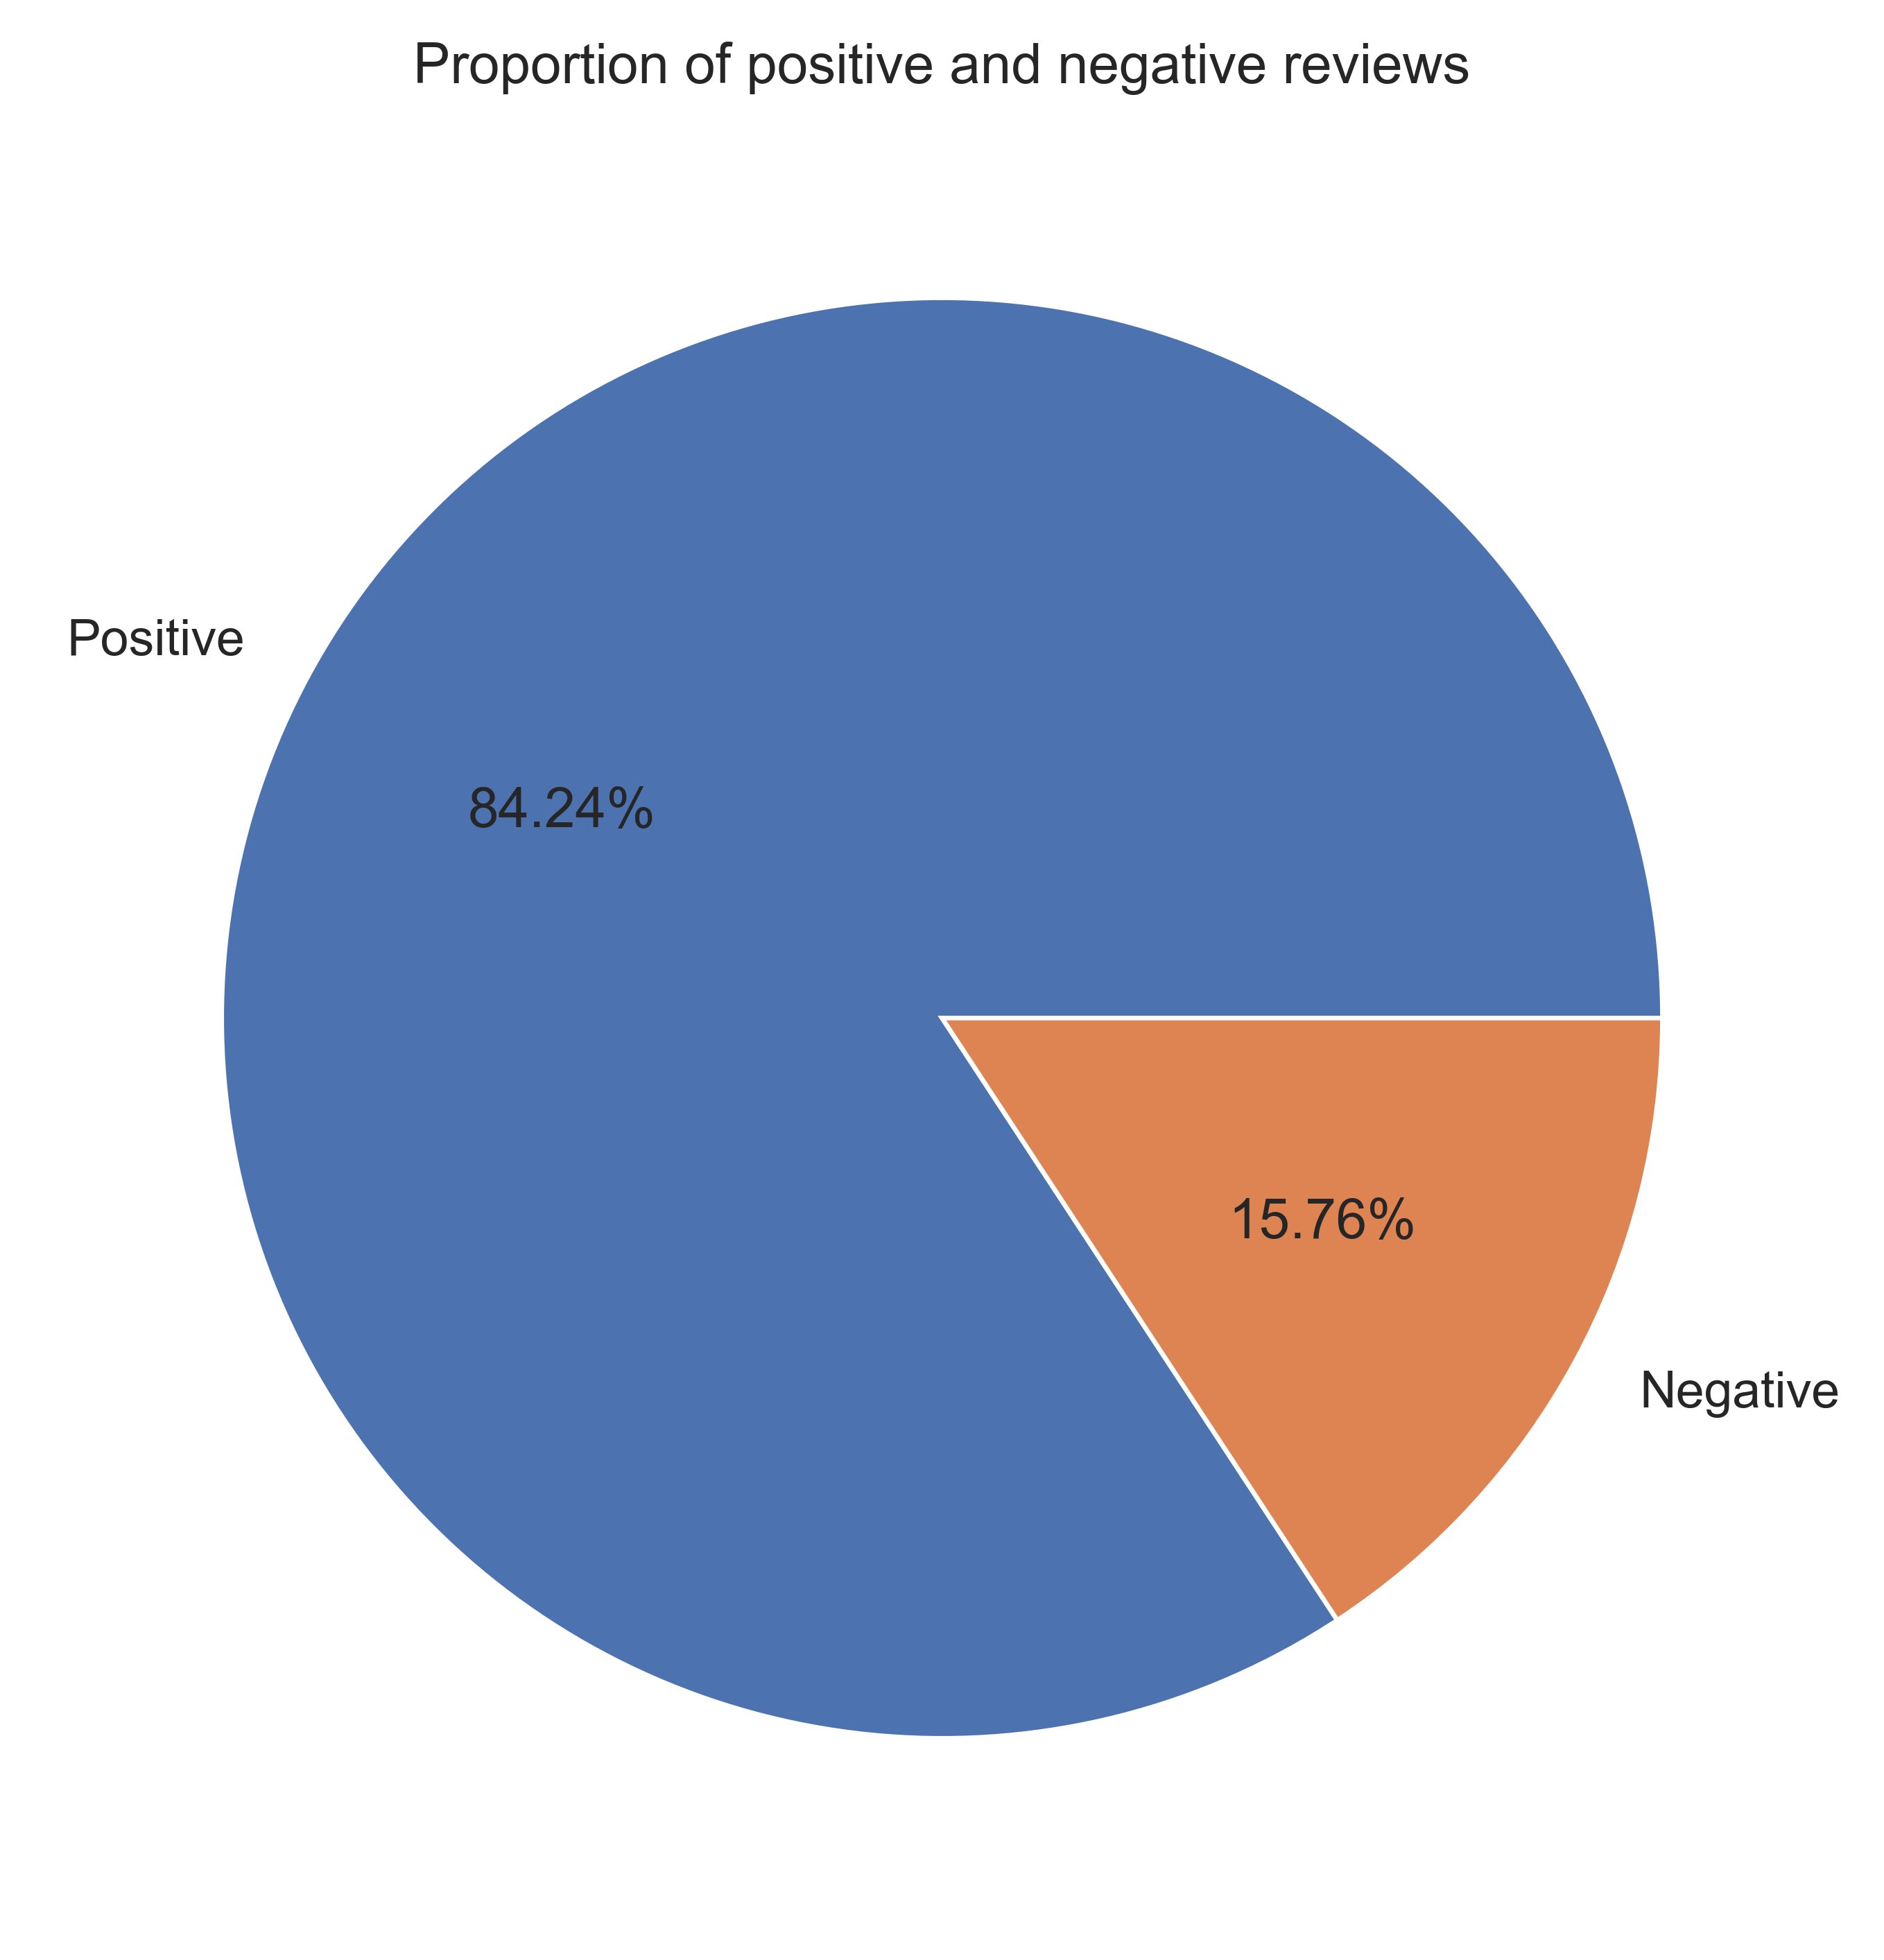 Proportion of positive and negative reviews
Positive
84.24%
15.76%
Negative